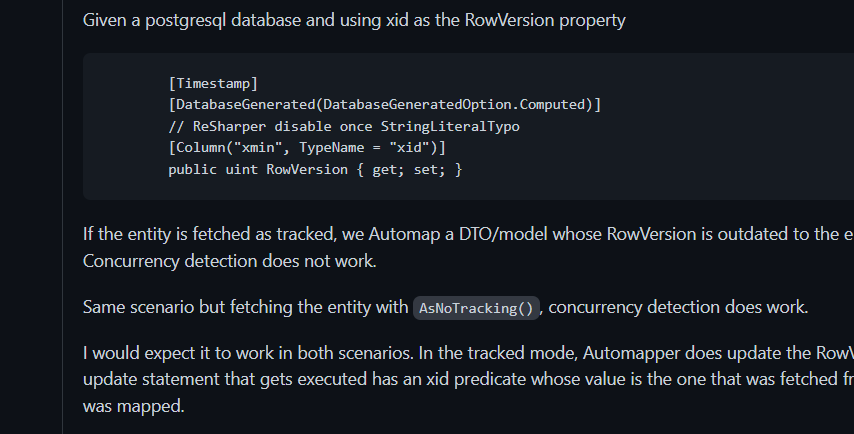 Given a postgresql database and using xid as the RowVersion property
[Timestamp]
[DatabaseGenerated(DatabaseGeneratedOption.Computed)]
// ReSharper disable once StringLiteralTypo
[Column("xmin", TypeName = "xid")]
public uint RowVersion { get; set; }
If the entity is fetched as tracked, we Automap a DTO/model whose RowVersion is outdated to the
Concurrency detection does not work.
Same scenario but fetching the entity with AsNoTracking(), concurrency detection does work.
I would expect it to work in both scenarios. In the tracked mode, Automapper does update the
update statement that gets executed has an xid predicate whose value is the one that was fetched
was mapped.